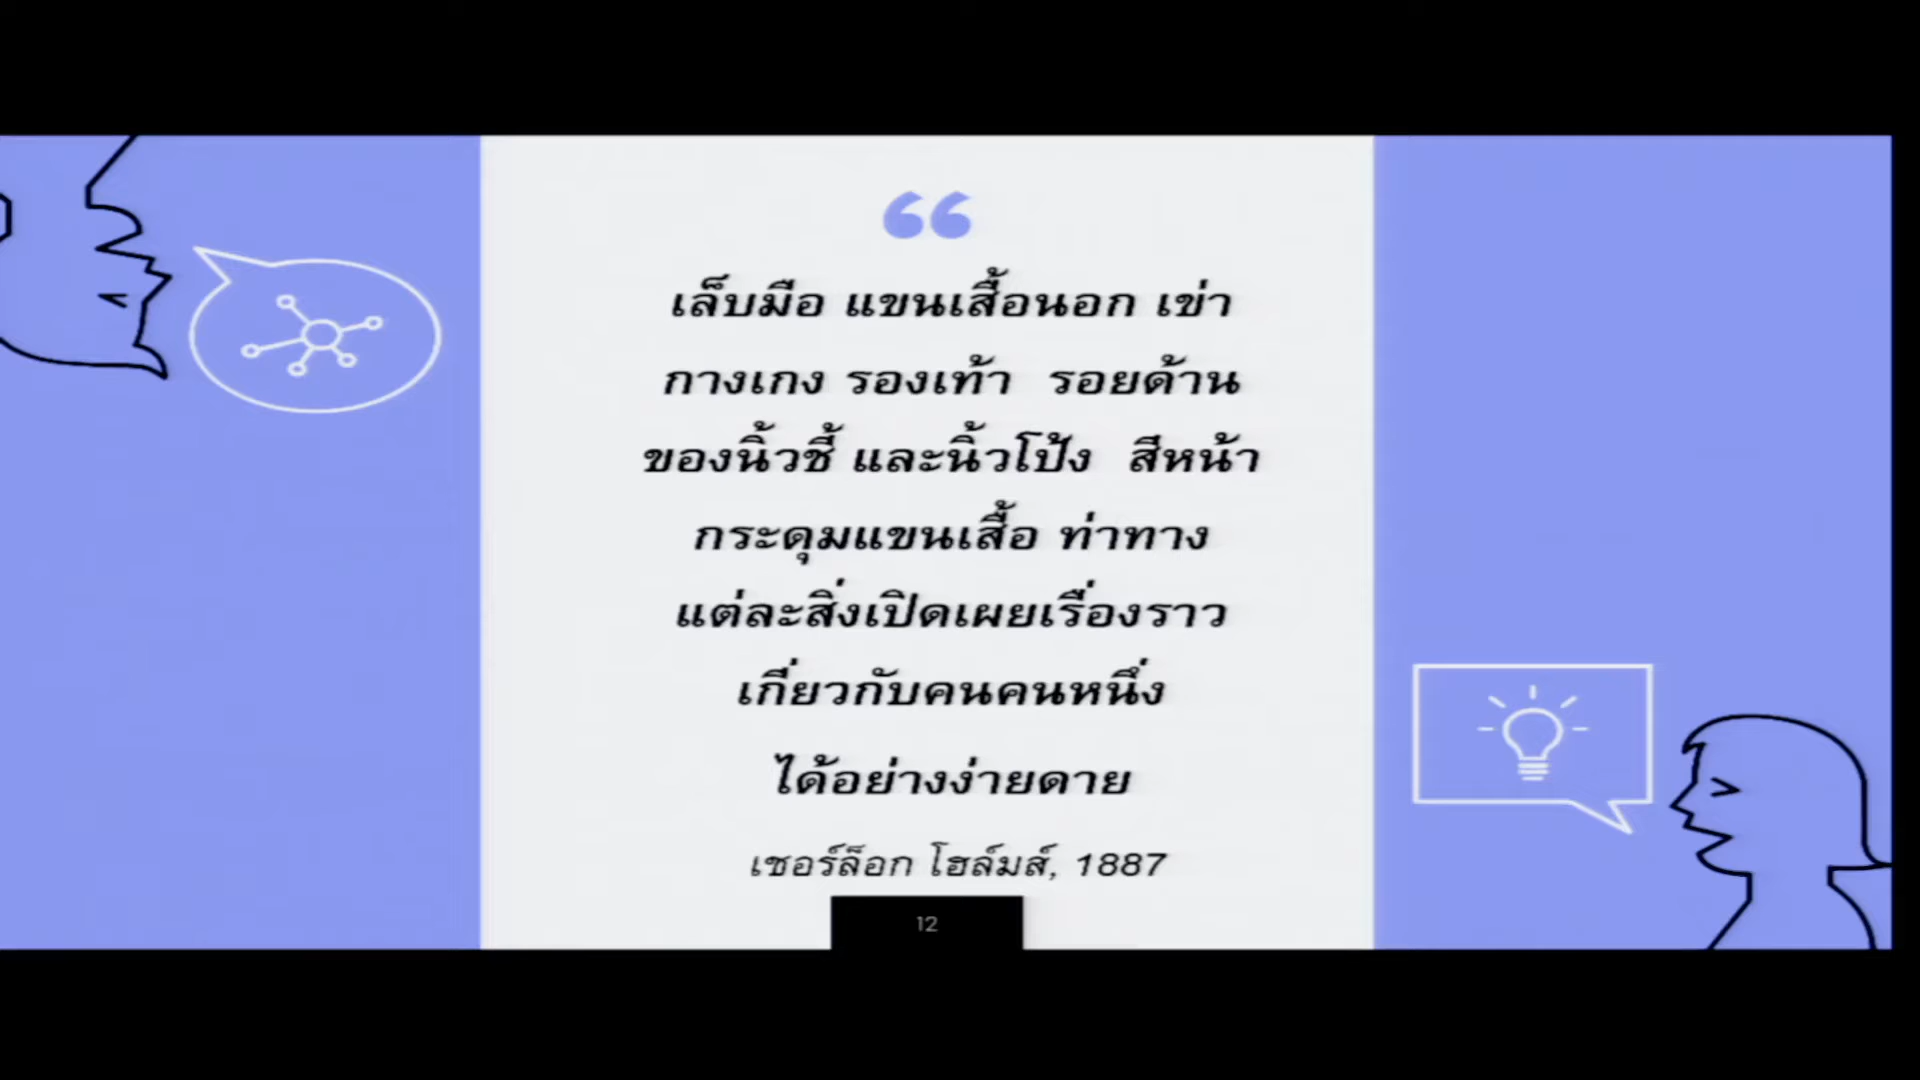 “
เล็บมือ แขนเสื้อนอก เข่า
กางเกง รองเท้า รอยด้าน
ของนิ้วชี้ และนิ้วโป้ง สีหน้า
กระดุมแขนเสื้อ ท่าทาง
แต่ละสิ่งเปิดเผยเรื่องราว
เกี่ยวกับคนคนหนึ่ง
ได้อย่างง่ายดาย
เชอร์ล็อก โฮล์มส์, 1887
12